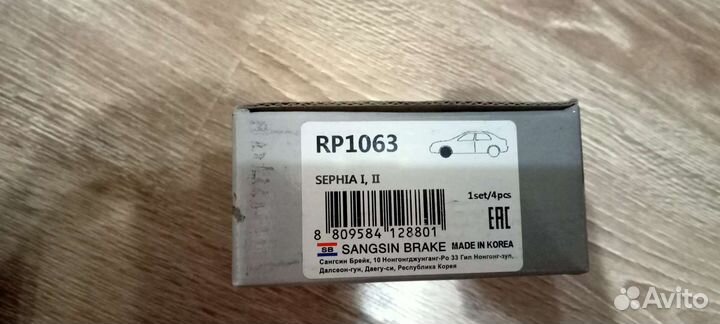 RP1063
SEPHIA I, II
1set/4pcs
8 809584 128801
EAC
SB SANGSIN BRAKE MADE IN KOREA
Сангсин Брейк, 10 Нонгонгджунганг-Ро 33 Гил Нонгонг-зуп,
Далсвон-гун, Даегу-си, Республика Корея
Avito